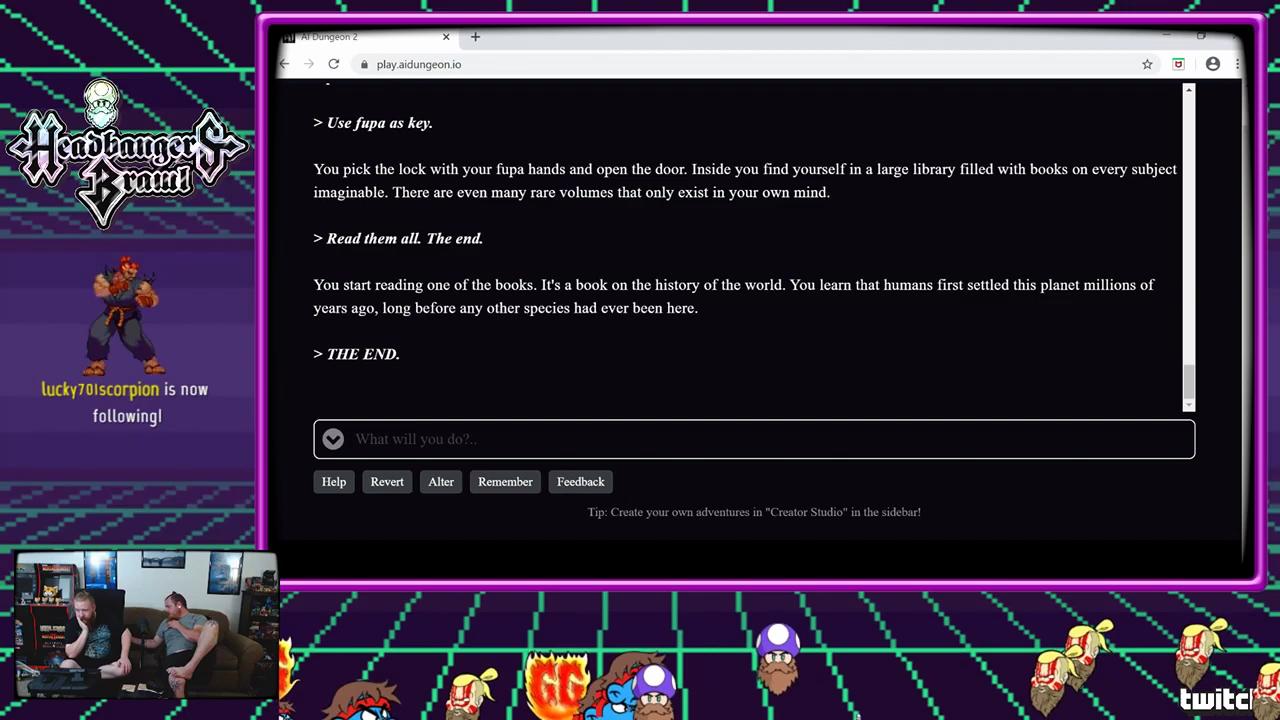 AI Dungeon 2
play.aidungeon.io
HeadbangerS
Brawl
> Use fupa as key.
You pick the lock with your fupa hands and open the door. Inside you find yourself in a large library filled with books on every subject
imaginable. There are even many rare volumes that only exist in your own mind.
> Read them all. The end.
You start reading one of the books. It's a book on the history of the world. You learn that humans first settled this planet millions of
years ago, long before any other species had ever been here.
> THE END.
lucky701scorpion is now
following!
What will you do?..
Help Revert Alter Remember Feedback
Tip: Create your own adventures in "Creator Studio" in the sidebar!
GG
twitch